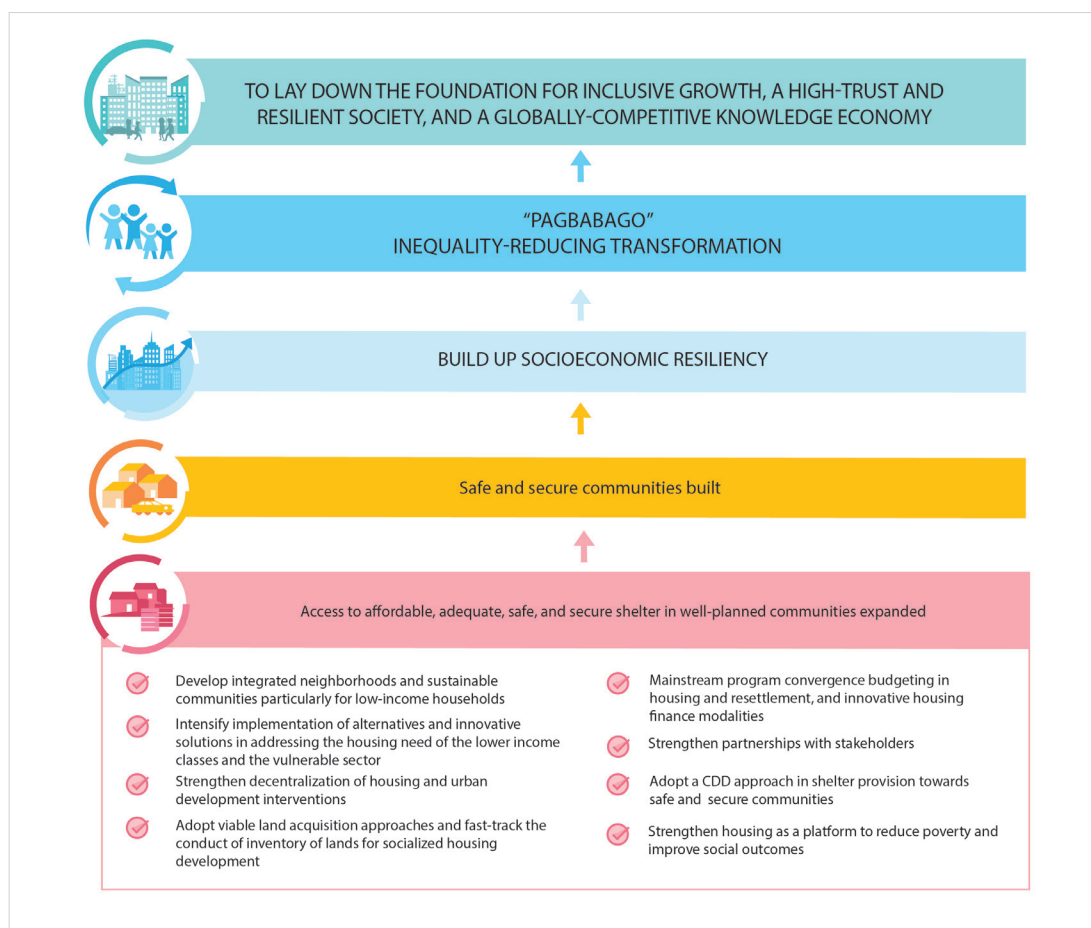 TO LAY DOWN THE FOUNDATION FOR INCLUSIVE GROWTH, A HIGH-TRUST AND
RESILIENT SOCIETY, AND A GLOBALLY-COMPETITIVE KNOWLEDGE ECONOMY
“PAGBABAGO”
INEQUALITY-REDUCING TRANSFORMATION
BUILD UP SOCIOECONOMIC RESILIENCY
Safe and secure communities built
Access to affordable, adequate, safe, and secure shelter in well-planned communities expanded
Develop integrated neighborhoods and sustainable
communities particularly for low-income households
Intensify implementation of alternatives and innovative
solutions in addressing the housing need of the lower income
classes and the vulnerable sector
Strengthen decentralization of housing and urban
development interventions
Adopt viable land acquisition approaches and fast-track the
conduct of inventory of lands for socialized housing
development
Mainstream program convergence budgeting in
housing and resettlement, and innovative housing
finance modalities
Strengthen partnerships with stakeholders
Adopt a CDD approach in shelter provision towards
safe and secure communities
Strengthen housing as a platform to reduce poverty and
improve social outcomes